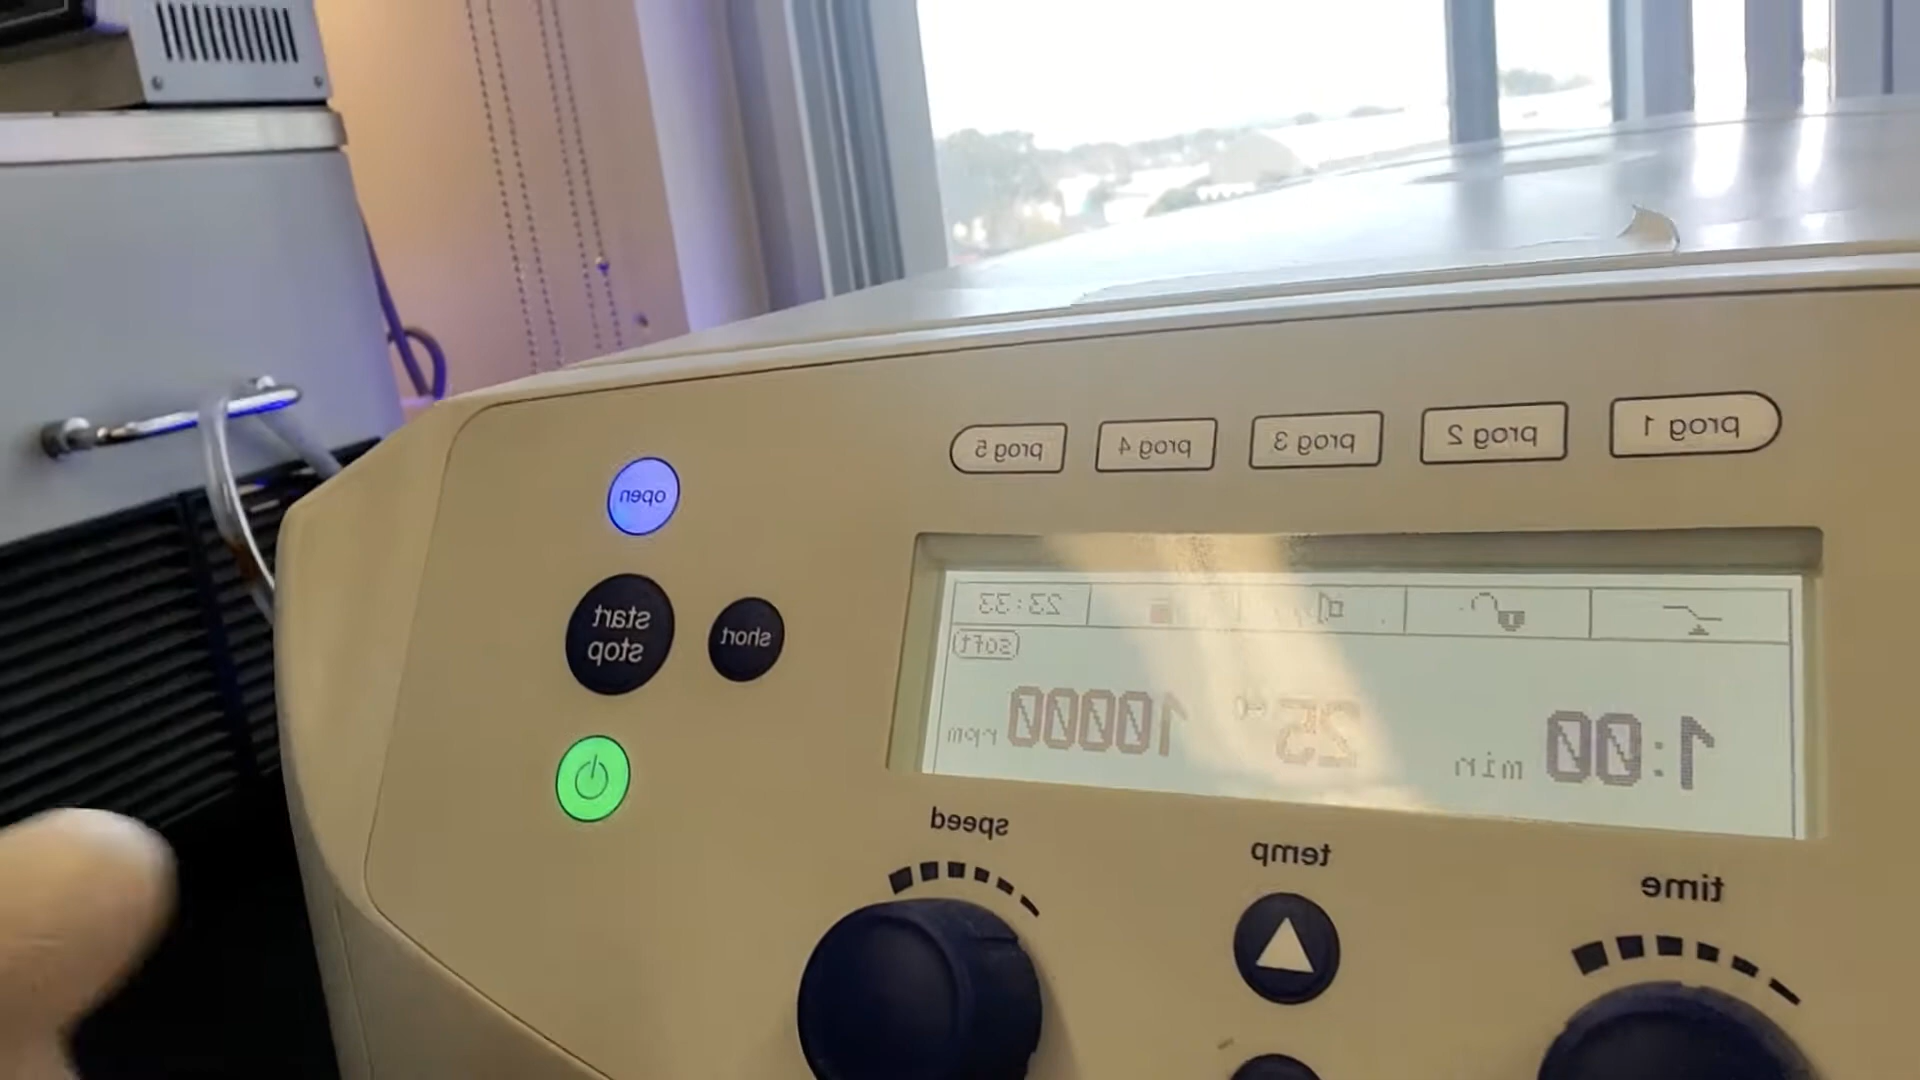 prog 1 prog 2 prog 3 prog 4 prog 5
open
23:33
soft
start
stop
short
1:00 min 25 10000 rpm
time temp speed